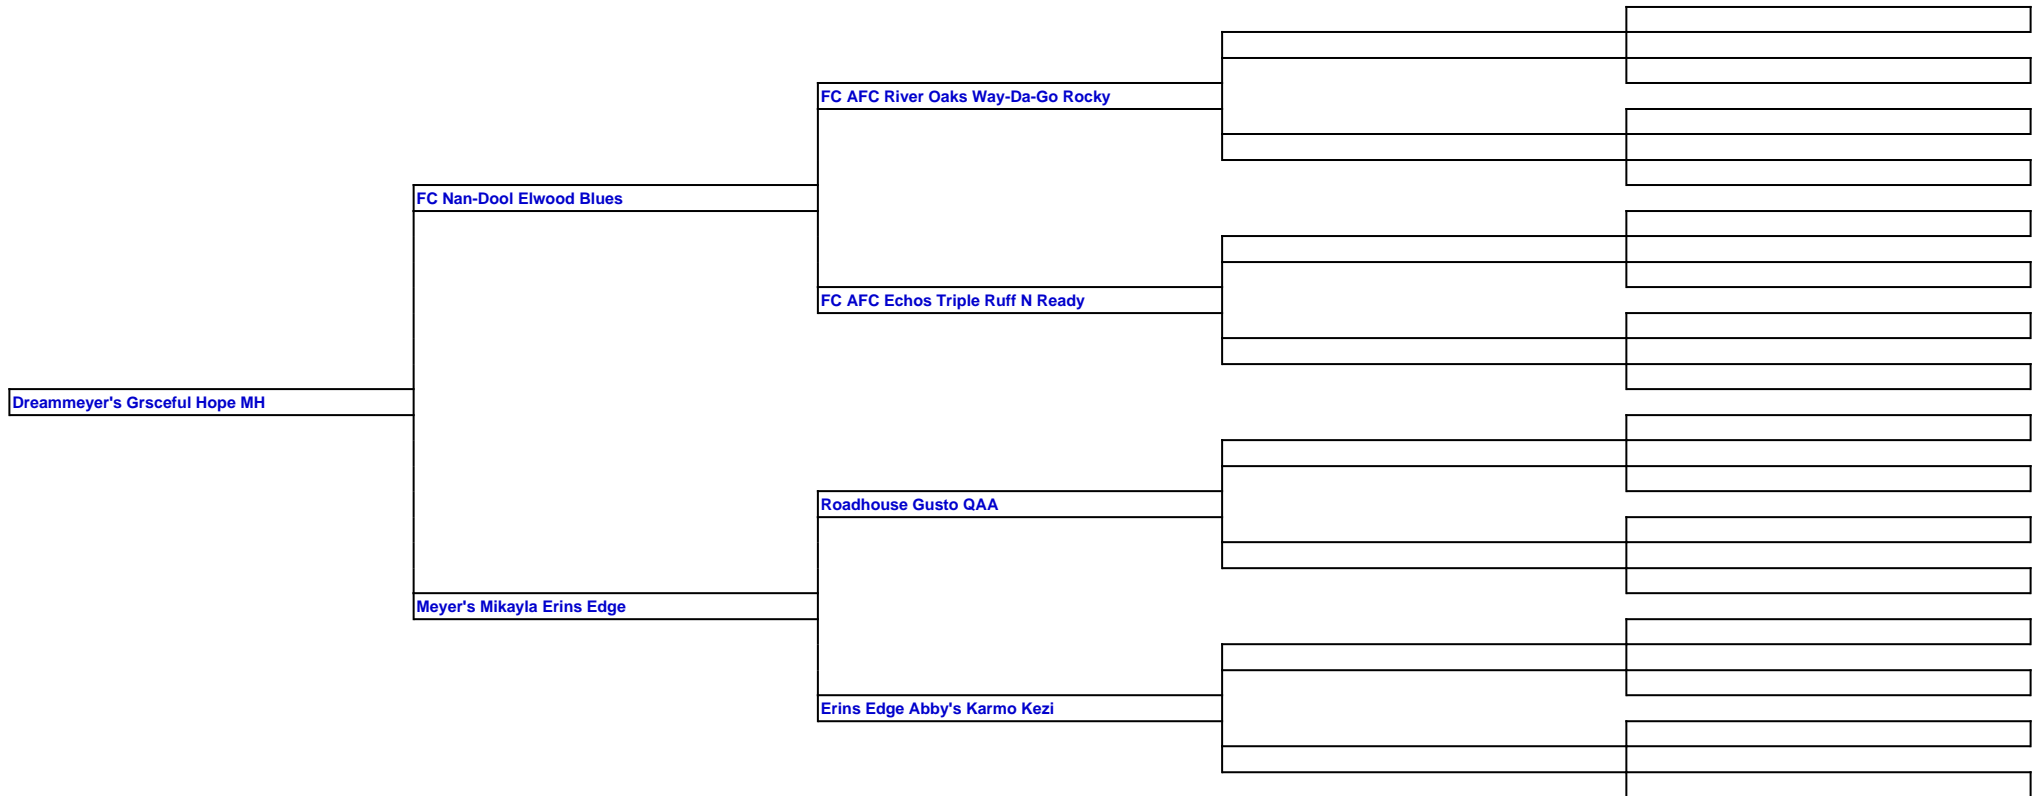 FC AFC River Oaks Way-Da-Go Rocky
FC Nan-Dool Elwood Blues
FC AFC Echos Triple Ruff N Ready
Dreammeyer's Grsceful Hope MH
Roadhouse Gusto QAA
Meyer's Mikayla Erins Edge
Erins Edge Abby's Karmo Kezi